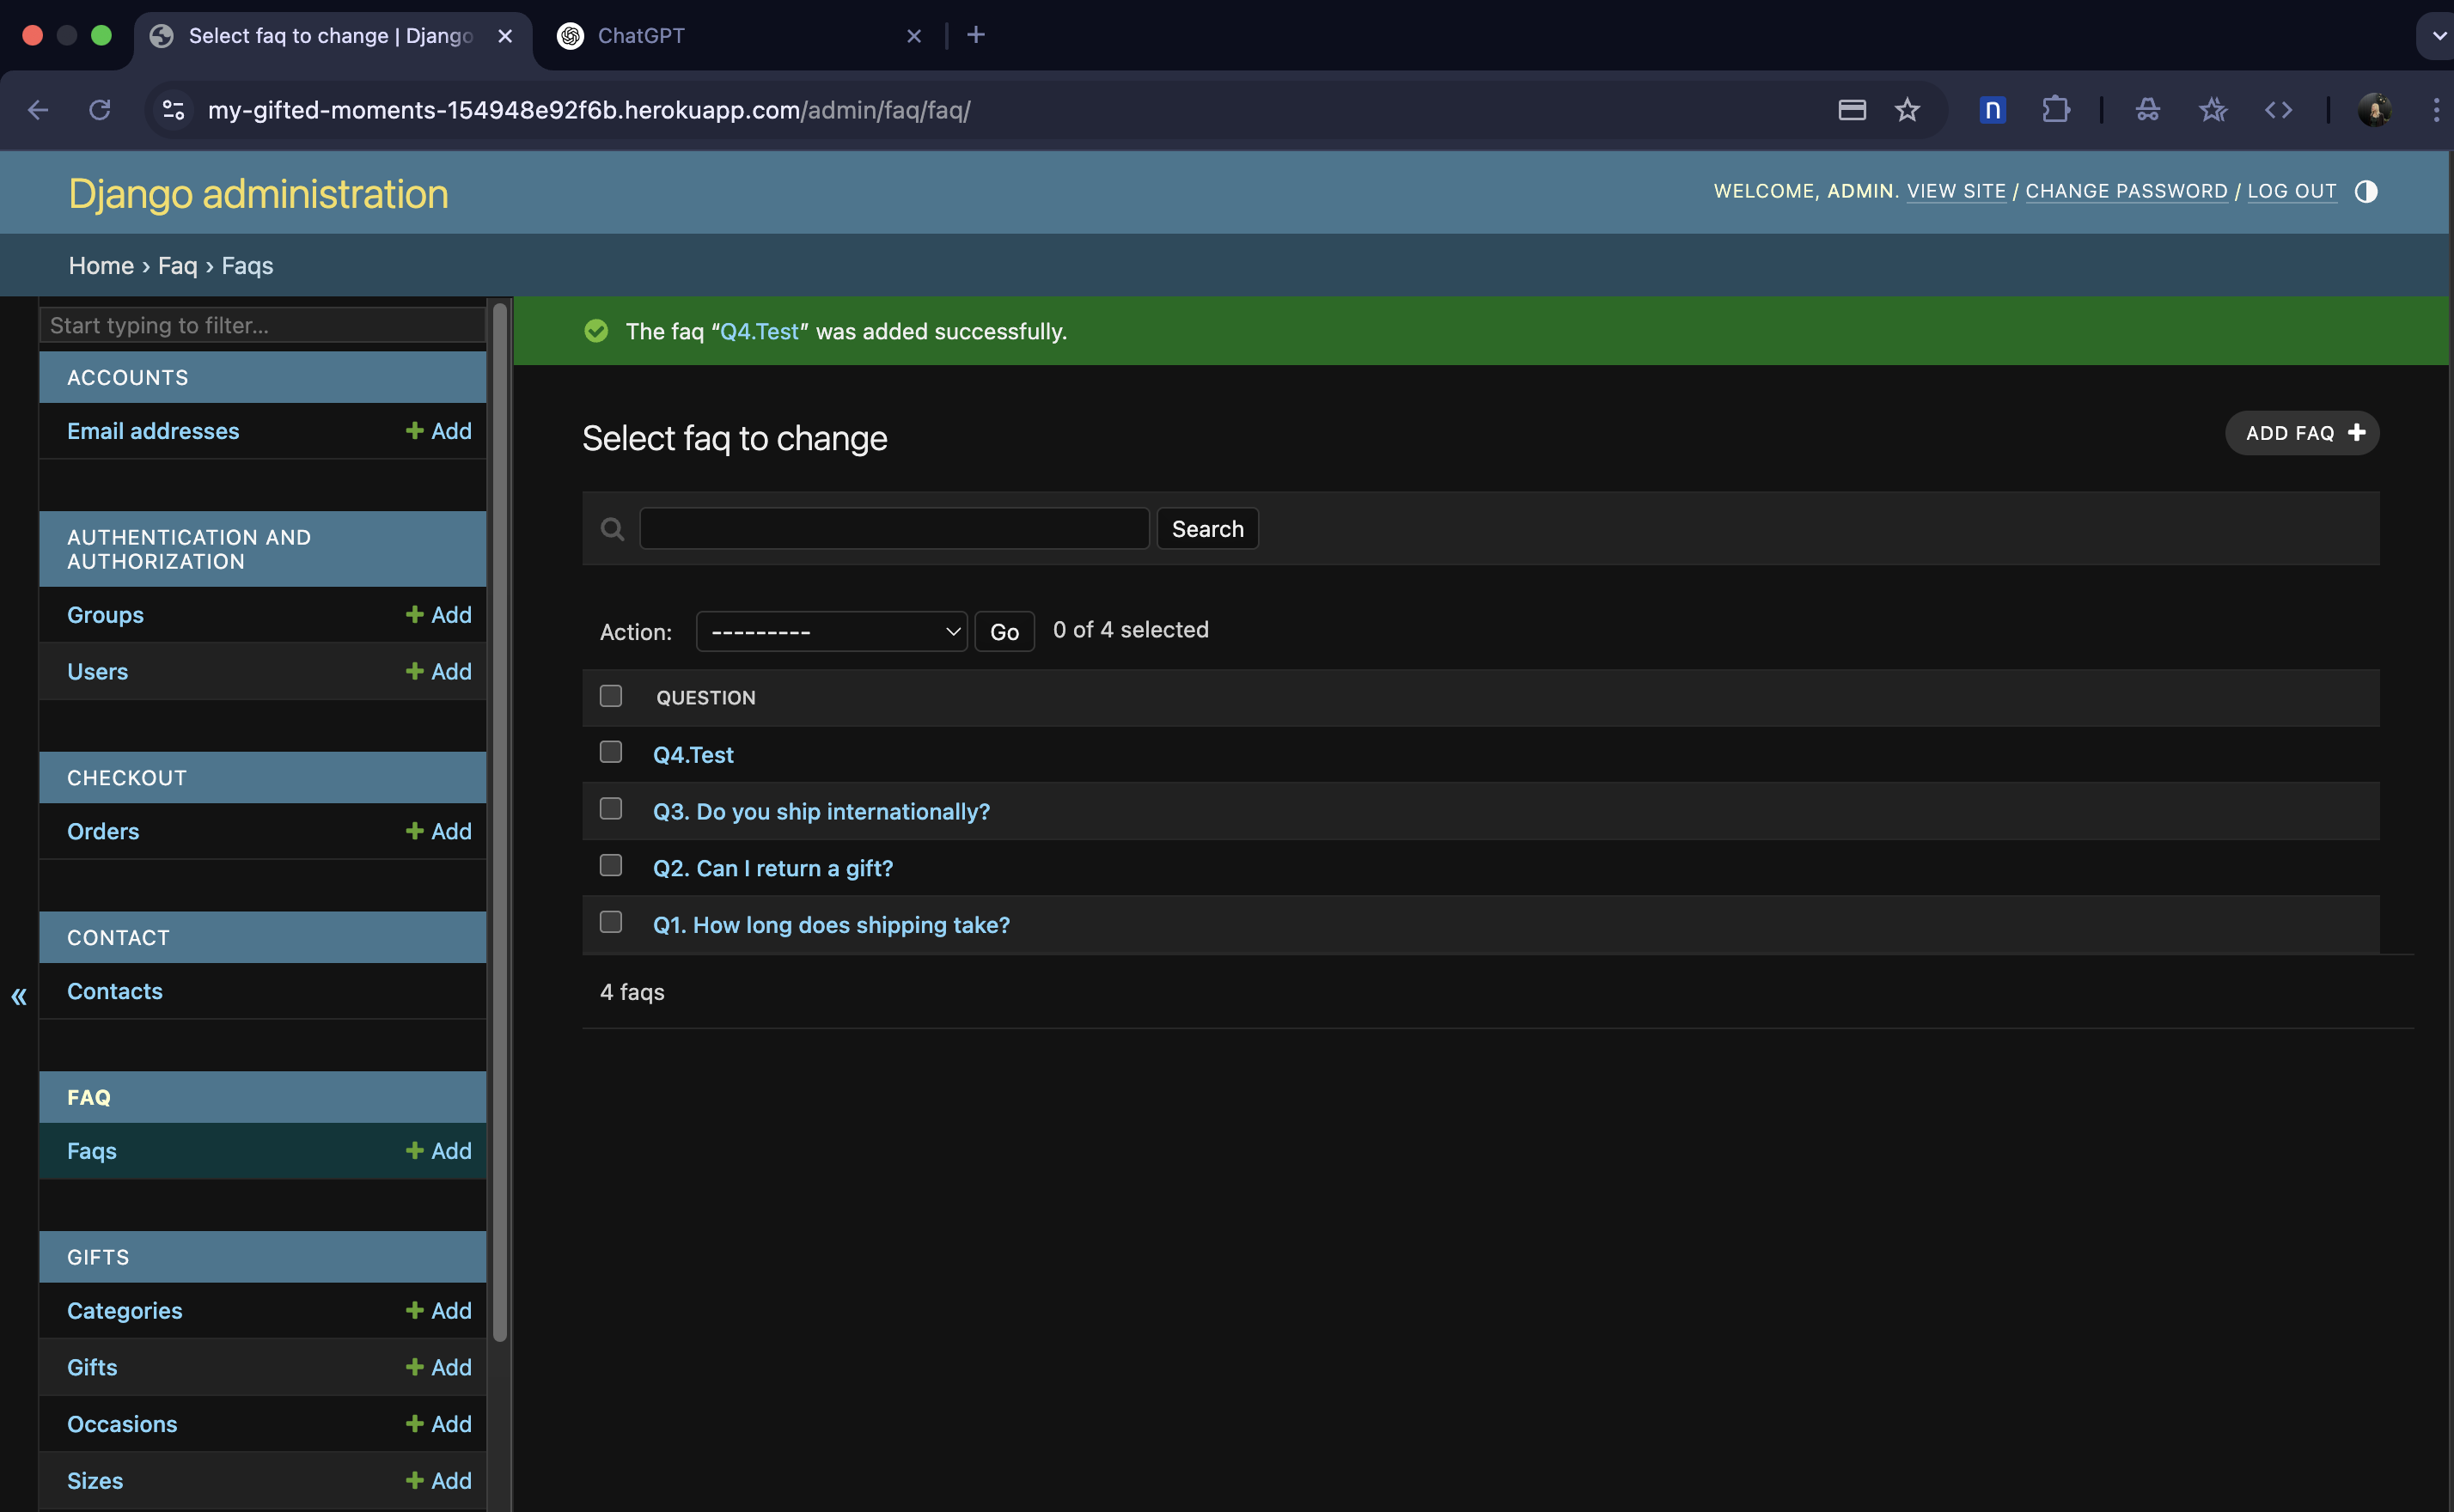 Select faq to change | Django
ChatGPT
my-gifted-moments-154948e92f6b.herokuapp.com/admin/faq/faq/
n
Django administration
WELCOME, ADMIN. VIEW SITE / CHANGE PASSWORD / LOG OUT
Home › Faq › Faqs
Start typing to filter...
ACCOUNTS
Email addresses + Add
AUTHENTICATION AND
AUTHORIZATION
Groups + Add
Users + Add
CHECKOUT
Orders + Add
CONTACT
Contacts
«
FAQ
Faqs + Add
GIFTS
Categories + Add
Gifts + Add
Occasions + Add
Sizes + Add
The faq “Q4.Test” was added successfully.
Select faq to change
ADD FAQ +
Search
Action: --------- Go 0 of 4 selected
QUESTION
Q4.Test
Q3. Do you ship internationally?
Q2. Can I return a gift?
Q1. How long does shipping take?
4 faqs